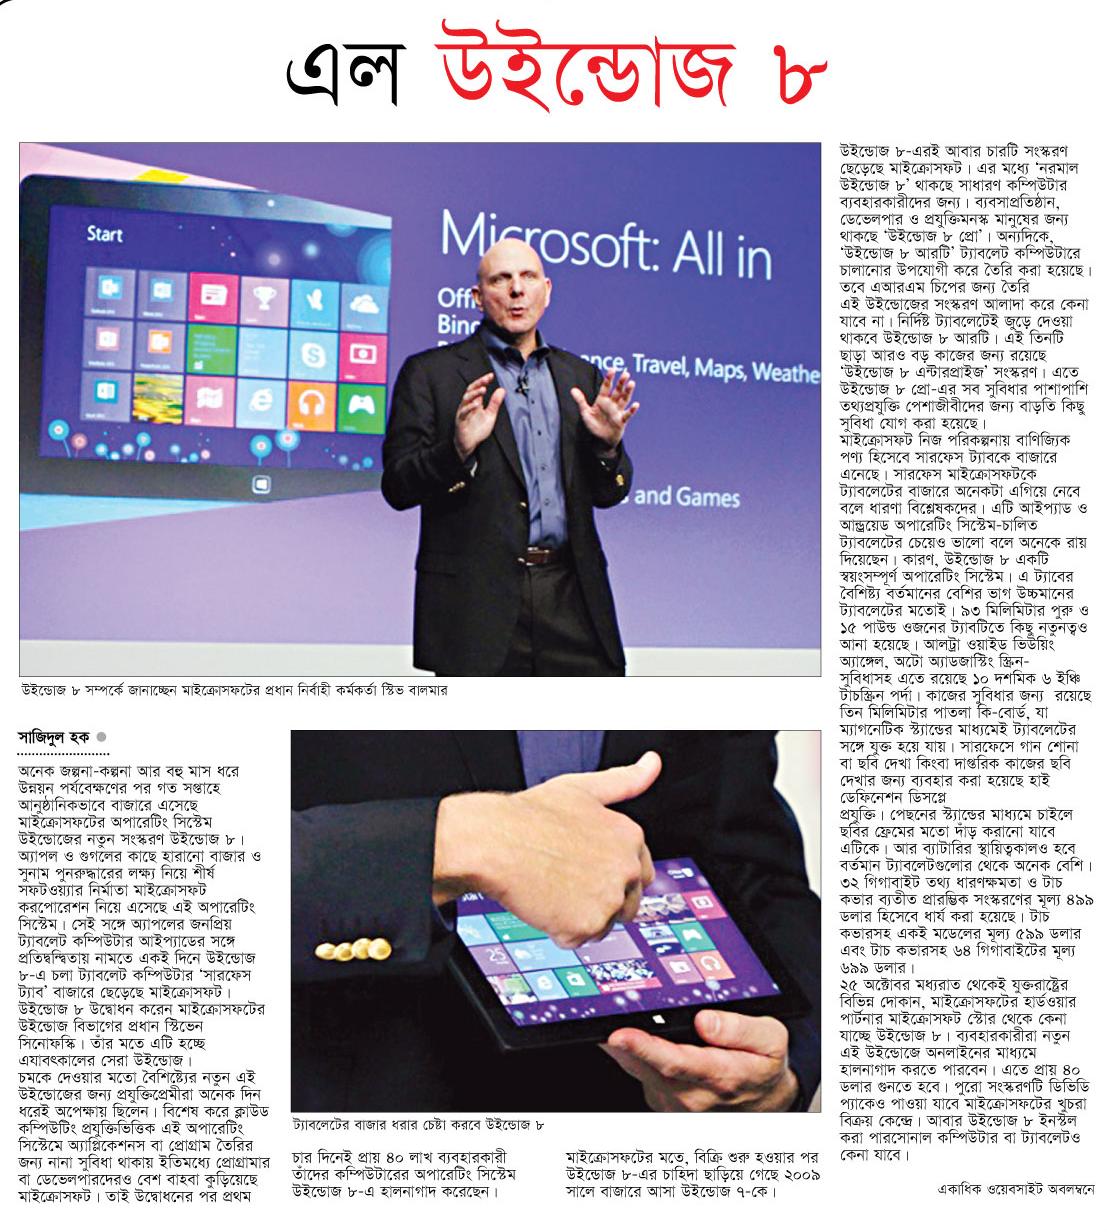 এল উইন্ডোজ ৮
Start
Microsoft: All in
Travel, Maps, Weathe
and Games
উইন্ডোজ ৮ সম্পর্কে জানাচ্ছেন মাইক্রোসফটের প্রধান নির্বাহী কর্মকর্তা স্টিভ বালমার
সাজিদুল হক
অনেক জল্পনা-কল্পনা আর বহু মাস ধরে
উন্নয়ন পর্যবেক্ষণের পর গত সপ্তাহে
আনুষ্ঠানিকভাবে বাজারে এসেছে
মাইক্রোসফটের অপারেটিং সিস্টেম
উইন্ডোজের নতুন সংস্করণ উইন্ডোজ ৮।
অ্যাপল ও গুগলের কাছে হারানো বাজার ও
সুনাম পুনরুদ্ধারের লক্ষ্য নিয়ে শীর্ষ
সফটওয়্যার নির্মাতা মাইক্রোসফট
করপোরেশন নিয়ে এসেছে এই অপারেটিং
সিস্টেম। সেই সঙ্গে অ্যাপলের জনপ্রিয়
ট্যাবলেট কম্পিউটার আইপ্যাডের সঙ্গে
প্রতিদ্বন্দ্বিতায় নামতে একই দিনে উইন্ডোজ
৮-এ চলা ট্যাবলেট কম্পিউটার ‘সারফেস
ট্যাব’ বাজারে ছেড়েছে মাইক্রোসফট।
উইন্ডোজ ৮ উদ্বোধন করেন মাইক্রোসফটের
উইন্ডোজ বিভাগের প্রধান স্টিভেন
সিনোফস্কি। তাঁর মতে এটি হচ্ছে
এযাবৎকালের সেরা উইন্ডোজ।
চমকে দেওয়ার মতো বৈশিষ্ট্যের নতুন এই
উইন্ডোজের জন্য প্রযুক্তিপ্রেমীরা অনেক দিন
ধরেই অপেক্ষায় ছিলেন। বিশেষ করে ক্লাউড
কম্পিউটিং প্রযুক্তিভিত্তিক এই অপারেটিং
সিস্টেমে অ্যাপ্লিকেশনস বা প্রোগ্রাম তৈরির
জন্য নানা সুবিধা থাকায় ইতিমধ্যে প্রোগ্রামার
বা ডেভেলপারদেরও বেশ বাহবা কুড়িয়েছে
মাইক্রোসফট। তাই উদ্বোধনের পর প্রথম
ট্যাবলেটের বাজার ধরার চেষ্টা করবে উইন্ডোজ ৮
চার দিনেই প্রায় ৪০ লাখ ব্যবহারকারী
তাঁদের কম্পিউটারের অপারেটিং সিস্টেম
উইন্ডোজ ৮-এ হালনাগাদ করেছেন।
মাইক্রোসফটের মতে, বিক্রি শুরু হওয়ার পর
উইন্ডোজ ৮-এর চাহিদা ছাড়িয়ে গেছে ২০০৯
সালে বাজারে আসা উইন্ডোজ ৭-কে।
উইন্ডোজ ৮-এরই আবার চারটি সংস্করণ
ছেড়েছে মাইক্রোসফট। এর মধ্যে ‘নরমাল
উইন্ডোজ ৮’ থাকছে সাধারণ কম্পিউটার
ব্যবহারকারীদের জন্য। ব্যবসাপ্রতিষ্ঠান,
ডেভেলপার ও প্রযুক্তিমনস্ক মানুষের জন্য
থাকছে ‘উইন্ডোজ ৮ প্রো’। অন্যদিকে,
‘উইন্ডোজ ৮ আরটি’ ট্যাবলেট কম্পিউটারে
চালানোর উপযোগী করে তৈরি করা হয়েছে।
তবে এআরএম চিপের জন্য তৈরি
এই উইন্ডোজের সংস্করণ আলাদা করে কেনা
যাবে না। নির্দিষ্ট ট্যাবলেটেই জুড়ে দেওয়া
থাকবে উইন্ডোজ ৮ আরটি। এই তিনটি
ছাড়া আরও বড় কাজের জন্য রয়েছে
‘উইন্ডোজ ৮ এন্টারপ্রাইজ’ সংস্করণ। এতে
উইন্ডোজ ৮ প্রো-এর সব সুবিধার পাশাপাশি
তথ্যপ্রযুক্তি পেশাজীবীদের জন্য বাড়তি কিছু
সুবিধা যোগ করা হয়েছে।
মাইক্রোসফট নিজ পরিকল্পনায় বাণিজ্যিক
পণ্য হিসেবে সারফেস ট্যাবকে বাজারে
এনেছে। সারফেস মাইক্রোসফটকে
ট্যাবলেটের বাজারে অনেকটা এগিয়ে নেবে
বলে ধারণা বিশ্লেষকদের। এটি আইপ্যাড ও
আন্ড্রয়েড অপারেটিং সিস্টেম-চালিত
ট্যাবলেটের চেয়েও ভালো বলে অনেকে রায়
দিয়েছেন। কারণ, উইন্ডোজ ৮ একটি
স্বয়ংসম্পূর্ণ অপারেটিং সিস্টেম। এ ট্যাবের
বৈশিষ্ট্য বর্তমানের বেশির ভাগ উচ্চমানের
ট্যাবলেটের মতোই। ৯৩ মিলিমিটার পুরু ও
১৫ পাউন্ড ওজনের ট্যাবটিতে কিছু নতুনত্বও
আনা হয়েছে। আলট্রা ওয়াইড ভিউয়িং
অ্যাঙ্গেল, অটো অ্যাডজাস্টিং স্ক্রিন-
সুবিধাসহ এতে রয়েছে ১০ দশমিক ৬ ইঞ্চি
টাচস্ক্রিন পর্দা। কাজের সুবিধার জন্য রয়েছে
তিন মিলিমিটার পাতলা কি-বোর্ড, যা
ম্যাগনেটিক স্ট্যান্ডের মাধ্যমেই ট্যাবলেটের
সঙ্গে যুক্ত হয়ে যায়। সারফেসে গান শোনা
বা ছবি দেখা কিংবা দাপ্তরিক কাজের ছবি
দেখার জন্য ব্যবহার করা হয়েছে হাই
ডেফিনেশন ডিসপ্লে
প্রযুক্তি। পেছনের স্ট্যান্ডের মাধ্যমে চাইলে
ছবির ফ্রেমের মতো দাঁড় করানো যাবে
এটিকে। আর ব্যাটারির স্থায়িত্বকালও হবে
বর্তমান ট্যাবলেটগুলোর থেকে অনেক বেশি।
৩২ গিগাবাইট তথ্য ধারণক্ষমতা ও টাচ
কভার ব্যতীত প্রারম্ভিক সংস্করণের মূল্য ৪৯৯
ডলার হিসেবে ধার্য করা হয়েছে। টাচ
কভারসহ একই মডেলের মূল্য ৫৯৯ ডলার
এবং টাচ কভারসহ ৬৪ গিগাবাইটের মূল্য
৬৯৯ ডলার।
২৫ অক্টোবর মধ্যরাত থেকেই যুক্তরাষ্ট্রের
বিভিন্ন দোকান, মাইক্রোসফটের হার্ডওয়ার
পার্টনার মাইক্রোসফট স্টোর থেকে কেনা
যাচ্ছে উইন্ডোজ ৮। ব্যবহারকারীরা নতুন
এই উইন্ডোজে অনলাইনের মাধ্যমে
হালনাগাদ করতে পারবেন। এতে প্রায় ৪০
ডলার গুনতে হবে। পুরো সংস্করণটি ডিভিডি
প্যাকেও পাওয়া যাবে মাইক্রোসফটের খুচরা
বিক্রয় কেন্দ্রে। আবার উইন্ডোজ ৮ ইনস্টল
করা পারসোনাল কম্পিউটার বা ট্যাবলেটও
কেনা যাবে।
একাধিক ওয়েবসাইট অবলম্বনে